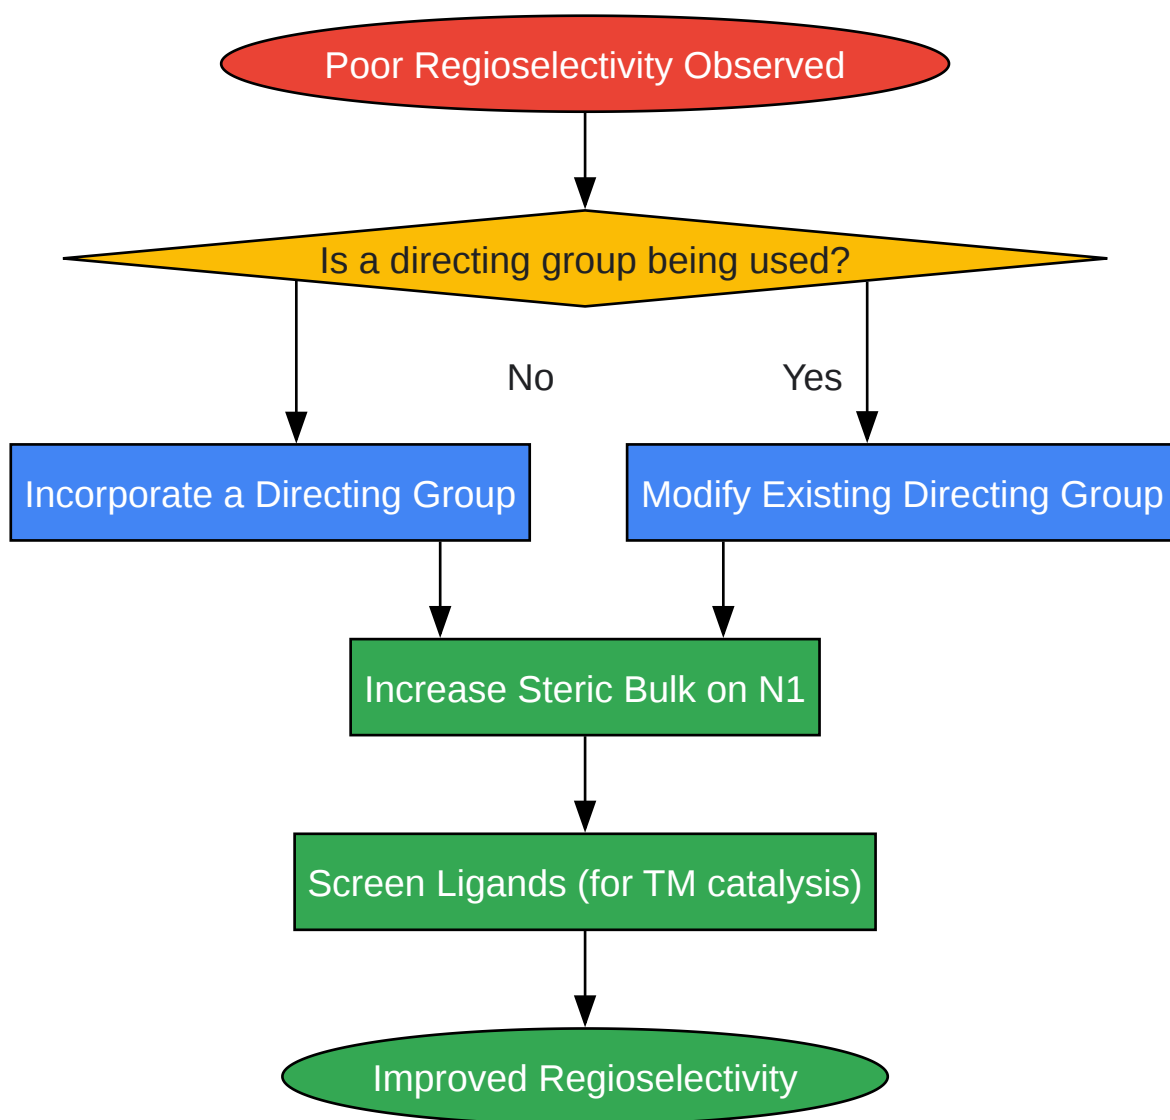 Poor Regioselectivity Observed
Is a directing group being used?
No
Yes
Incorporate a Directing Group
Modify Existing Directing Group
Increase Steric Bulk on N1
Screen Ligands (for TM catalysis)
Improved Regioselectivity